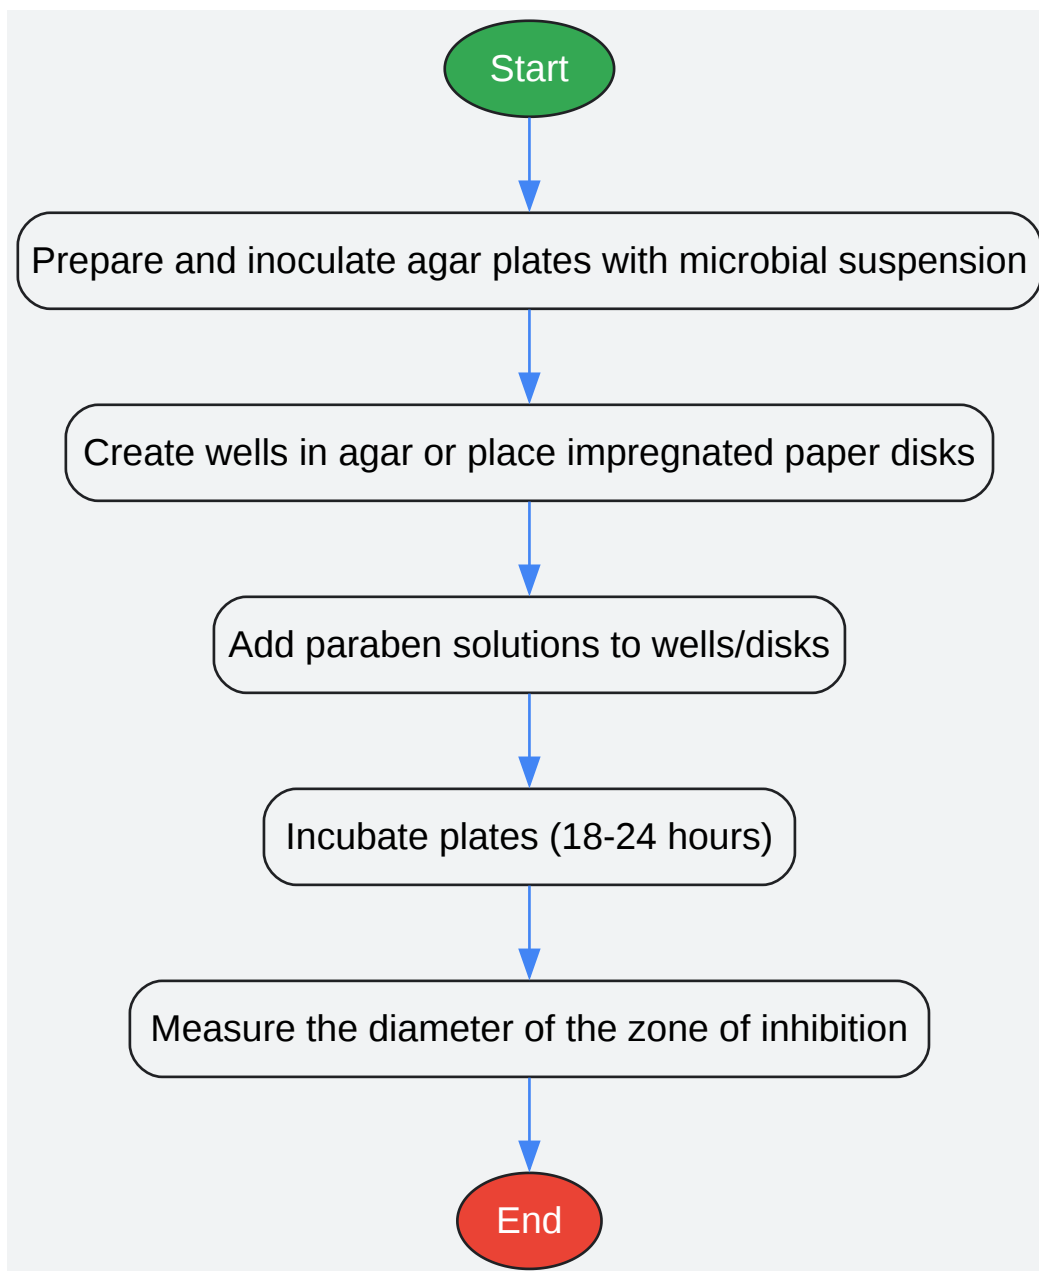 Start
Prepare and inoculate agar plates with microbial suspension
Create wells in agar or place impregnated paper disks
Add paraben solutions to wells/disks
Incubate plates (18-24 hours)
Measure the diameter of the zone of inhibition
End